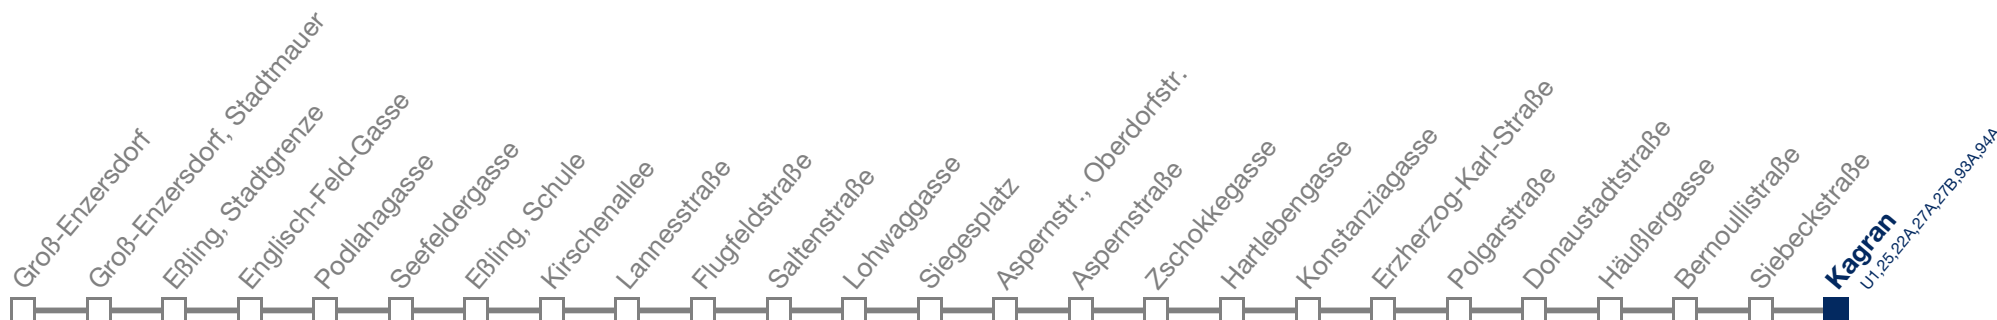 Groß-Enzersdorf
Groß-Enzersdorf, Stadtmauer
Eßling, Stadtgrenze
Englisch-Feld-Gasse
Podlahagasse
Seefeldergasse
Eßling, Schule
Kirschenallee
Lannesstraße
Flugfeldstraße
Saltenstraße
Lohwaggasse
Siegesplatz
Aspernstr., Oberdorfstr.
Aspernstraße
Zschokkegasse
Hartlebengasse
Konstanziagasse
Erzherzog-Karl-Straße
Polgarstraße
Donaustadtstraße
Häußlergasse
Bernoullistraße
Siebeckstraße
Kagran
U1,25,22A,27A,27B,93A,94A